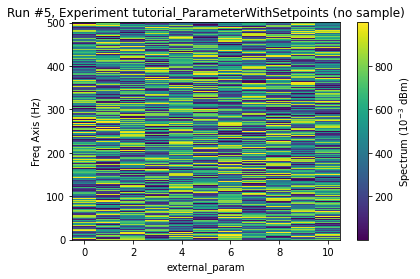 Run #5, Experiment tutorial_ParameterWithSetpoints (no sample)
500
400
300
200
100
0
Freq Axis (Hz)
0 2 4 6 8 10
external_param
800
600
400
200
Spectrum (10⁻³ dBm)